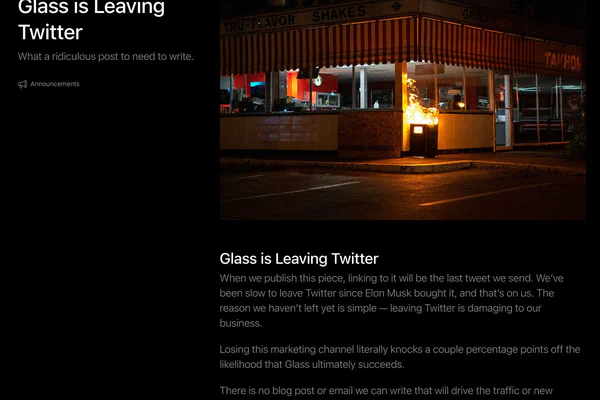 Glass is Leaving
Twitter
What a ridiculous post to need to write.
Announcements
TRU-FLAVOR SHAKES
TAKHOM
Glass is Leaving Twitter
When we publish this piece, linking to it will be the last tweet we send. We’ve
been slow to leave Twitter since Elon Musk bought it, and that’s on us. The
reason we haven’t left yet is simple — leaving Twitter is damaging to our
business.
Losing this marketing channel literally knocks a couple percentage points off the
likelihood that Glass ultimately succeeds.
There is no blog post or email we can write that will drive the traffic or new